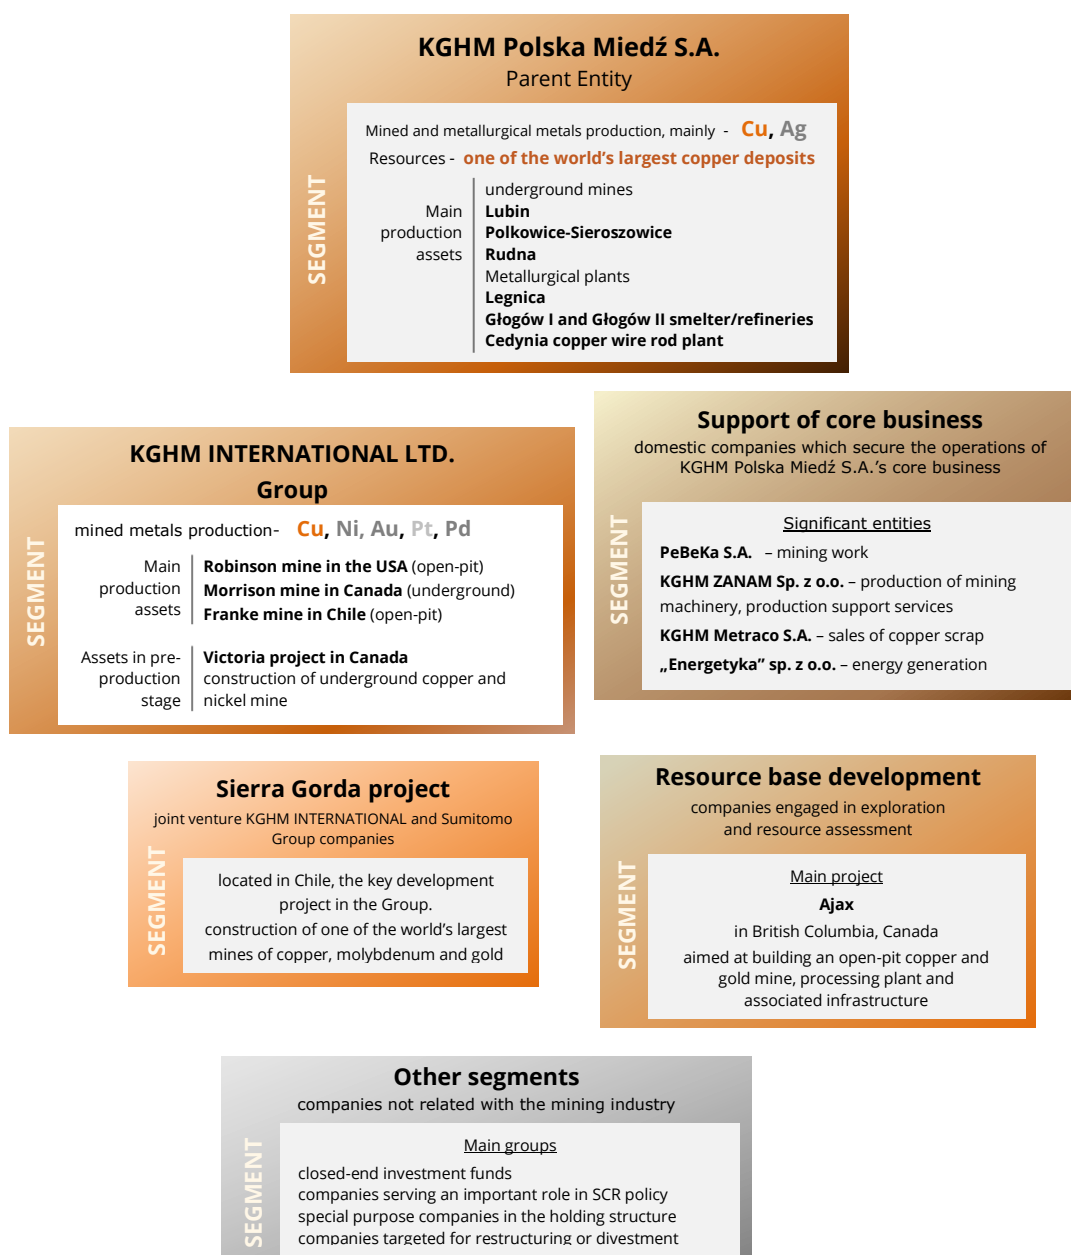 KGHM Polska Miedź S.A.
Parent Entity
SEGMENT
Mined and metallurgical metals production, mainly - Cu, Ag
Resources - one of the world's largest copper deposits
Main production assets
underground mines
Lubin
Polkowice-Sieroszowice
Rudna
Metallurgical plants
Legnica
Głogów I and Głogów II smelter/refineries
Cedynia copper wire rod plant
KGHM INTERNATIONAL LTD.
Group
SEGMENT
mined metals production- Cu, Ni, Au, Pt, Pd
Main
production
assets
Robinson mine in the USA (open-pit)
Morrison mine in Canada (underground)
Franke mine in Chile (open-pit)
Assets in pre-
production
stage
Victoria project in Canada
construction of underground copper and
nickel mine
Support of core business
domestic companies which secure the operations of
KGHM Polska Miedź S.A.'s core business
SEGMENT
Significant entities
PeBeKa S.A. – mining work
KGHM ZANAM Sp. z o.o. – production of mining
machinery, production support services
KGHM Metraco S.A. – sales of copper scrap
„Energetyka” sp. z o.o. – energy generation
Sierra Gorda project
joint venture KGHM INTERNATIONAL and Sumitomo
Group companies
SEGMENT
located in Chile, the key development
project in the Group.
construction of one of the world's largest
mines of copper, molybdenum and gold
Resource base development
companies engaged in exploration
and resource assessment
SEGMENT
Main project
Ajax
in British Columbia, Canada
aimed at building an open-pit copper and
gold mine, processing plant and
associated infrastructure
Other segments
companies not related with the mining industry
SEGMENT
Main groups
closed-end investment funds
companies serving an important role in SCR policy
special purpose companies in the holding structure
companies targeted for restructuring or divestment